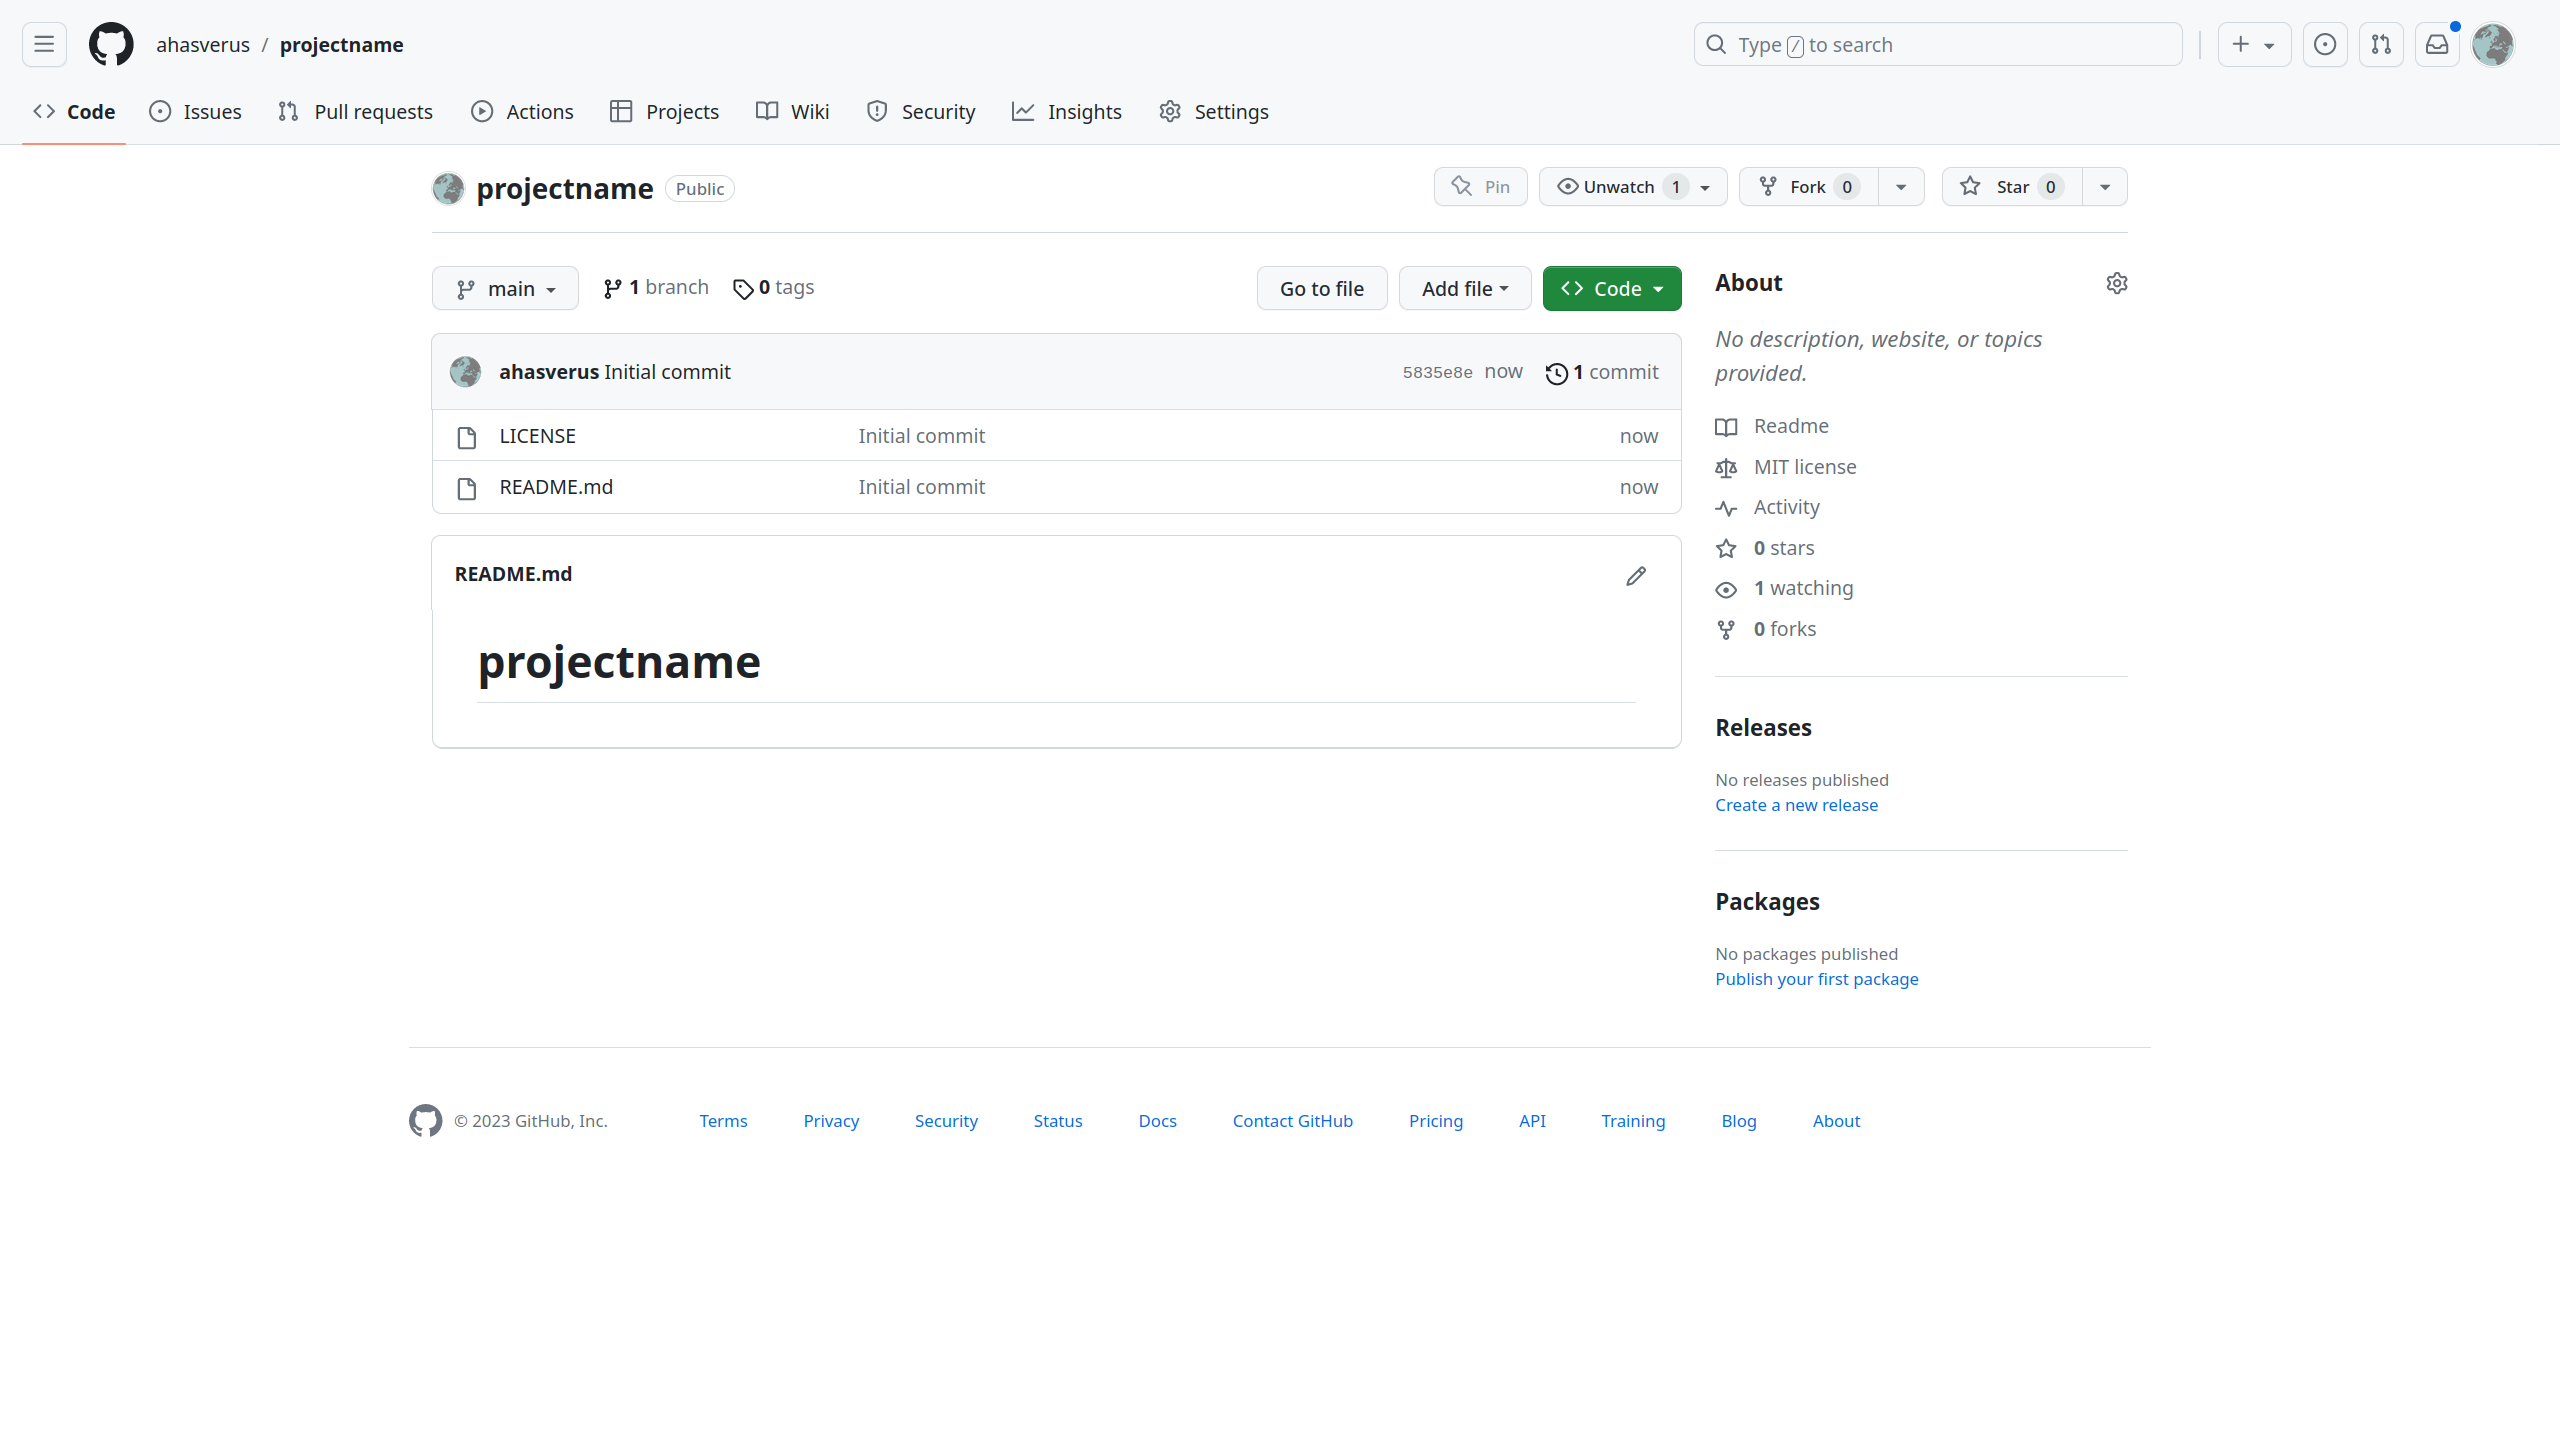 ahasverus / projectname
Type / to search
Code Issues Pull requests Actions Projects Wiki Security Insights Settings
projectname Public
Pin Unwatch 1 Fork 0 Star 0
main 1 branch 0 tags Go to file Add file Code
ahasverus Initial commit 5835e8e now 1 commit
LICENSE Initial commit now
README.md Initial commit now
README.md
projectname
About
No description, website, or topics
provided.
Readme
MIT license
Activity
0 stars
1 watching
0 forks
Releases
No releases published
Create a new release
Packages
No packages published
Publish your first package
© 2023 GitHub, Inc. Terms Privacy Security Status Docs Contact GitHub Pricing API Training Blog About